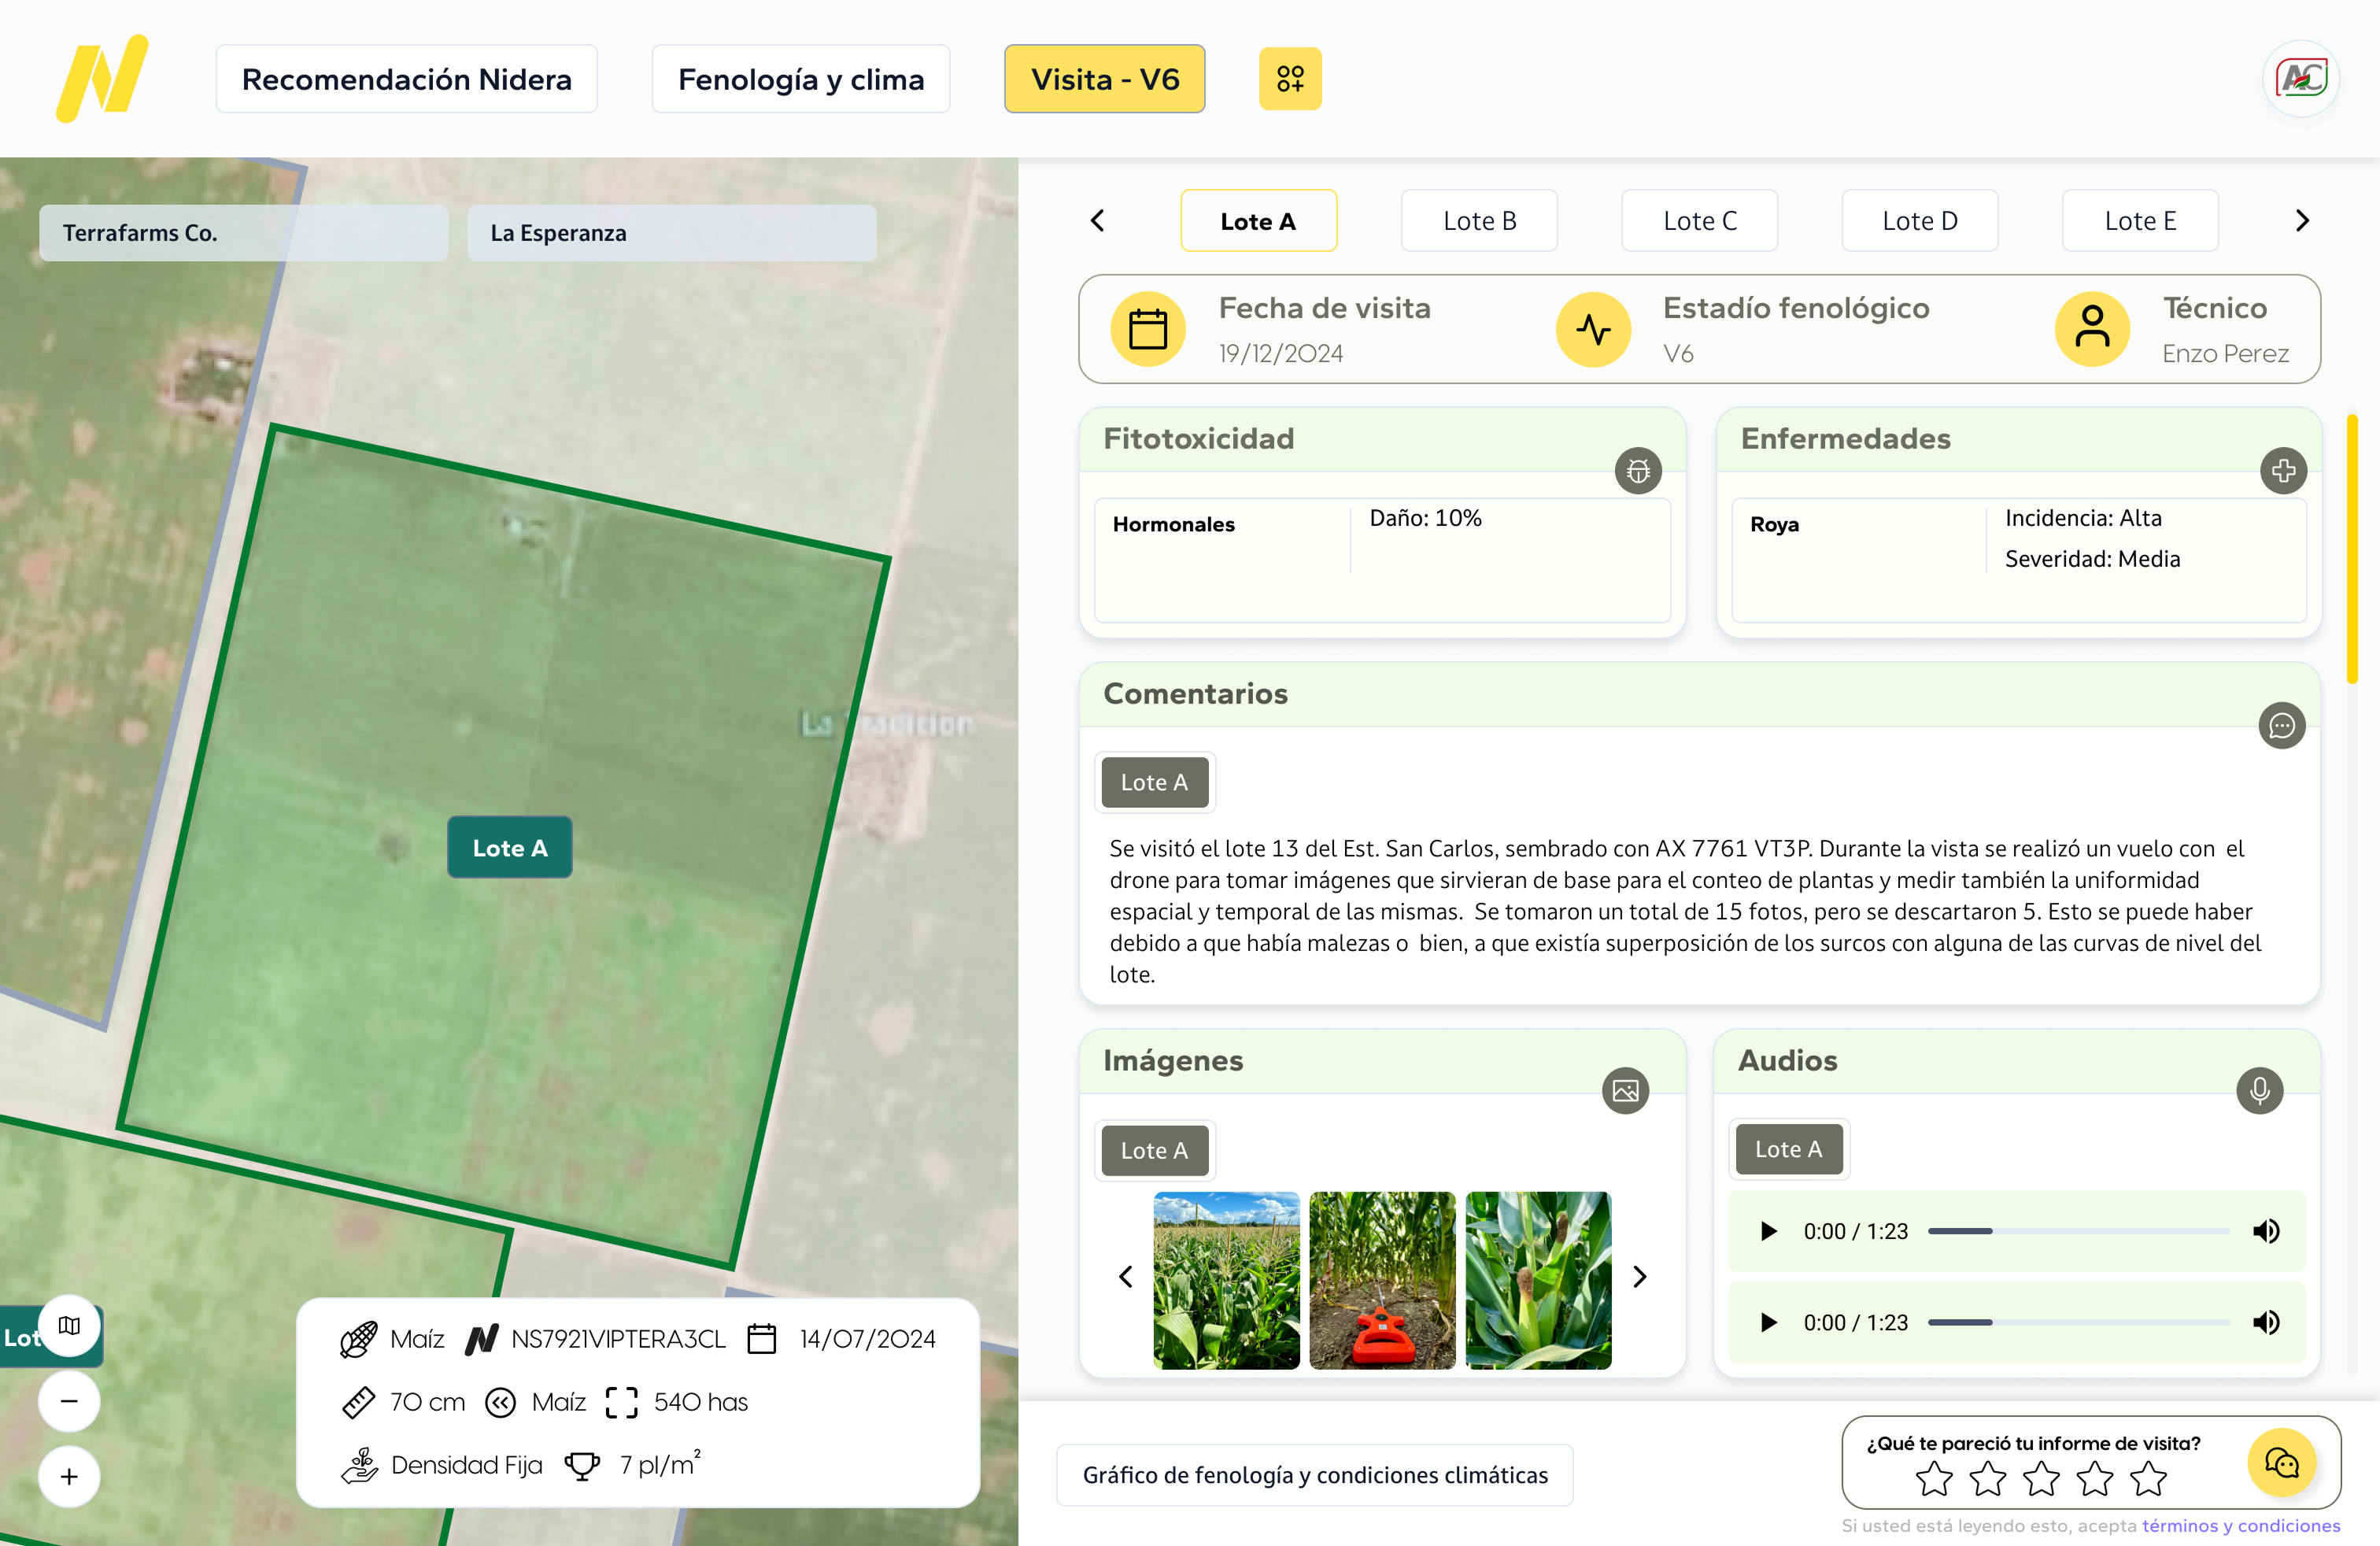 Recomendación Nidera
Fenología y clima
Visita - V6
AC
Terrafarms Co.
La Esperanza
Lote A
Lote B
Lote C
Lote D
Lote E
Fecha de visita
19/12/2024
Estadío fenológico
V6
Técnico
Enzo Perez
Fitotoxicidad
Hormonales
Daño: 10%
Enfermedades
Roya
Incidencia: Alta
Severidad: Media
Comentarios
Lote A
Se visitó el lote 13 del Est. San Carlos, sembrado con AX 7761 VT3P. Durante la vista se realizó un vuelo con  el
drone para tomar imágenes que sirvieran de base para el conteo de plantas y medir también la uniformidad
espacial y temporal de las mismas.  Se tomaron un total de 15 fotos, pero se descartaron 5. Esto se puede haber
debido a que había malezas o  bien, a que existía superposición de los surcos con alguna de las curvas de nivel del
lote.
Imágenes
Lote A
Audios
Lote A
0:00 / 1:23
0:00 / 1:23
La Tradición
Lote A
Lot
Maíz NS7921VIPTERA3CL 14/07/2024
70 cm Maíz 540 has
Densidad Fija 7 pl/m²
Gráfico de fenología y condiciones climáticas
¿Qué te pareció tu informe de visita?
Si usted está leyendo esto, acepta términos y condiciones